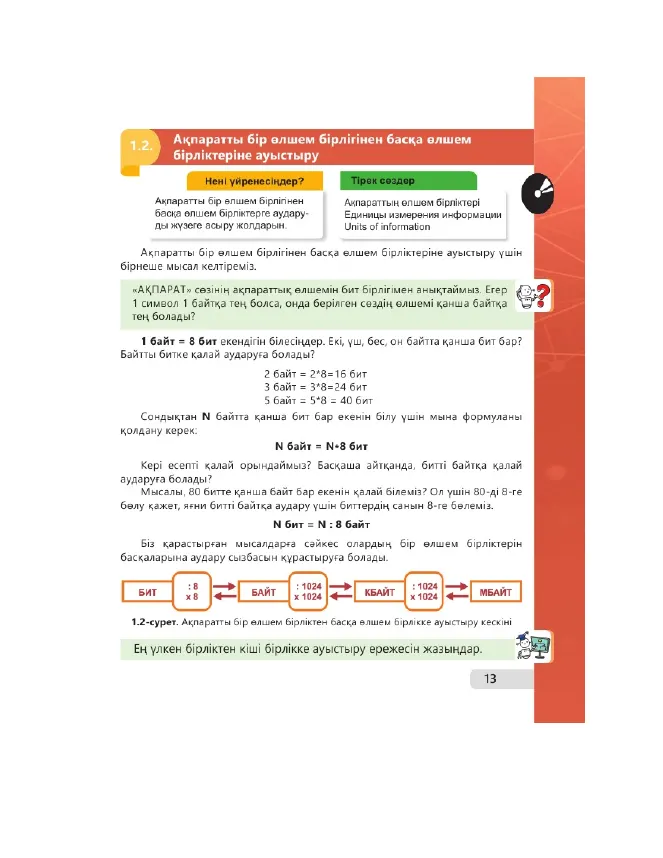 1.2.
Ақпаратты бір өлшем бірлігінен басқа өлшем
бірліктеріне ауыстыру
Нені үйренесіңдер?
Ақпаратты бір өлшем бірлігінен
басқа өлшем бірліктерге аудару-
ды жүзеге асыру жолдарын.
Тірек сөздер
Ақпараттың өлшем бірліктері
Единицы измерения информации
Units of information
Ақпаратты бір өлшем бірлігінен басқа өлшем бірліктеріне ауыстыру үшін
бірнеше мысал келтіреміз.
«АҚПАРАТ» сөзінің ақпараттық өлшемін бит бірлігімен анықтаймыз. Егер
1 символ 1 байтқа тең болса, онда берілген сөздің өлшемі қанша байтқа
тең болады?
1 байт = 8 бит екендігін білесіңдер. Екі, үш, бес, он байтта қанша бит бар?
Байтты битке қалай аударуға болады?
2 байт = 2*8=16 бит
3 байт = 3*8=24 бит
5 байт = 5*8 = 40 бит
Сондықтан N байтта қанша бит бар екенін білу үшін мына формуланы
қолдану керек:
N байт = N*8 бит
Кері есепті қалай орындаймыз? Басқаша айтқанда, битті байтқа қалай
аударуға болады?
Мысалы, 80 битте қанша байт бар екенін қалай білеміз? Ол үшін 80-ді 8-ге
бөлу қажет, яғни битті байтқа аудару үшін биттердің санын 8-ге бөлеміз.
N бит = N : 8 байт
Біз қарастырған мысалдарға сәйкес олардың бір өлшем бірліктерін
басқаларына аудару сызбасын құрастыруға болады.
БИТ : 8 БАЙТ : 1024 КБАЙТ : 1024 МБАЙТ
х 8 х 1024 х 1024
1.2-сурет. Ақпаратты бір өлшем бірліктен басқа өлшем бірлікке ауыстыру кескіні
Ең үлкен бірліктен кіші бірлікке ауыстыру ережесін жазыңдар.
13